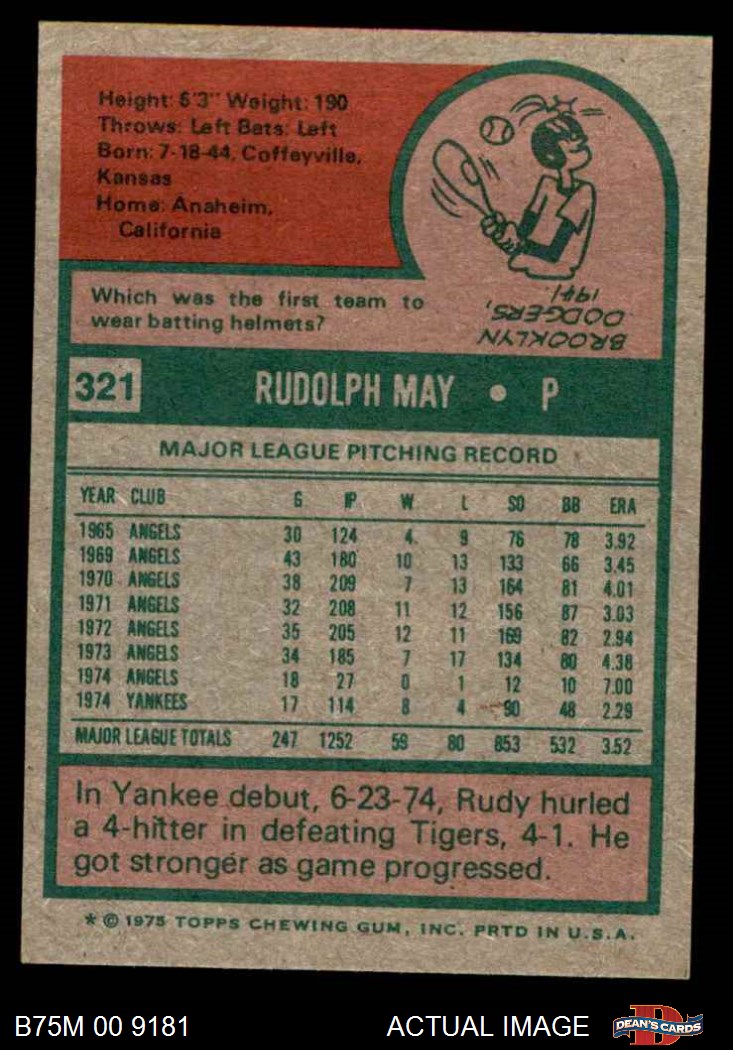 Height: 6'3" Weight: 190
Throws: Left Bats: Left
Born: 7-18-44, Coffeyville,
Kansas
Home: Anaheim,
California
Which was the first team to
wear batting helmets?
BROOKLYN
DODGERS,
1941.
321 RUDOLPH MAY • P
MAJOR LEAGUE PITCHING RECORD
YEAR CLUB G IP W L SO BB ERA
1965 ANGELS 30 124 4 9 76 78 3.92
1969 ANGELS 43 180 10 13 133 66 3.45
1970 ANGELS 38 209 7 13 164 81 4.01
1971 ANGELS 32 208 11 12 156 87 3.03
1972 ANGELS 35 205 12 11 169 82 2.94
1973 ANGELS 34 185 7 17 134 80 4.38
1974 ANGELS 18 27 0 1 12 10 7.00
1974 YANKEES 17 114 8 4 90 48 2.29
MAJOR LEAGUE TOTALS 247 1252 59 80 853 532 3.52
In Yankee debut, 6-23-74, Rudy hurled
a 4-hitter in defeating Tigers, 4-1. He
got stronger as game progressed.
* © 1975 TOPPS CHEWING GUM, INC. PRTD IN U.S.A.
B75M 00 9181 ACTUAL IMAGE D DEAN'S CARDS